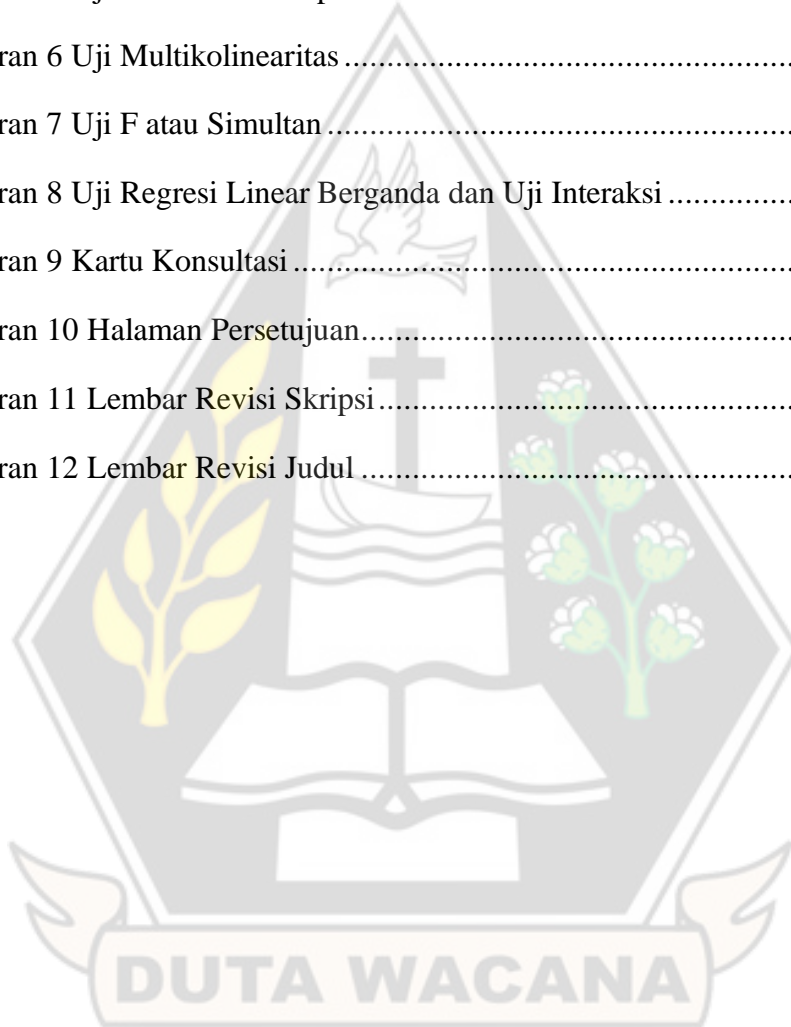 ran 6 Uji Multikolinearitas ........................................................
ran 7 Uji F atau Simultan ..........................................................
ran 8 Uji Regresi Linear Berganda dan Uji Interaksi ...............
ran 9 Kartu Konsultasi ...............................................................
ran 10 Halaman Persetujuan.......................................................
ran 11 Lembar Revisi Skripsi....................................................
ran 12 Lembar Revisi Judul .......................................................
DUTA WACANA